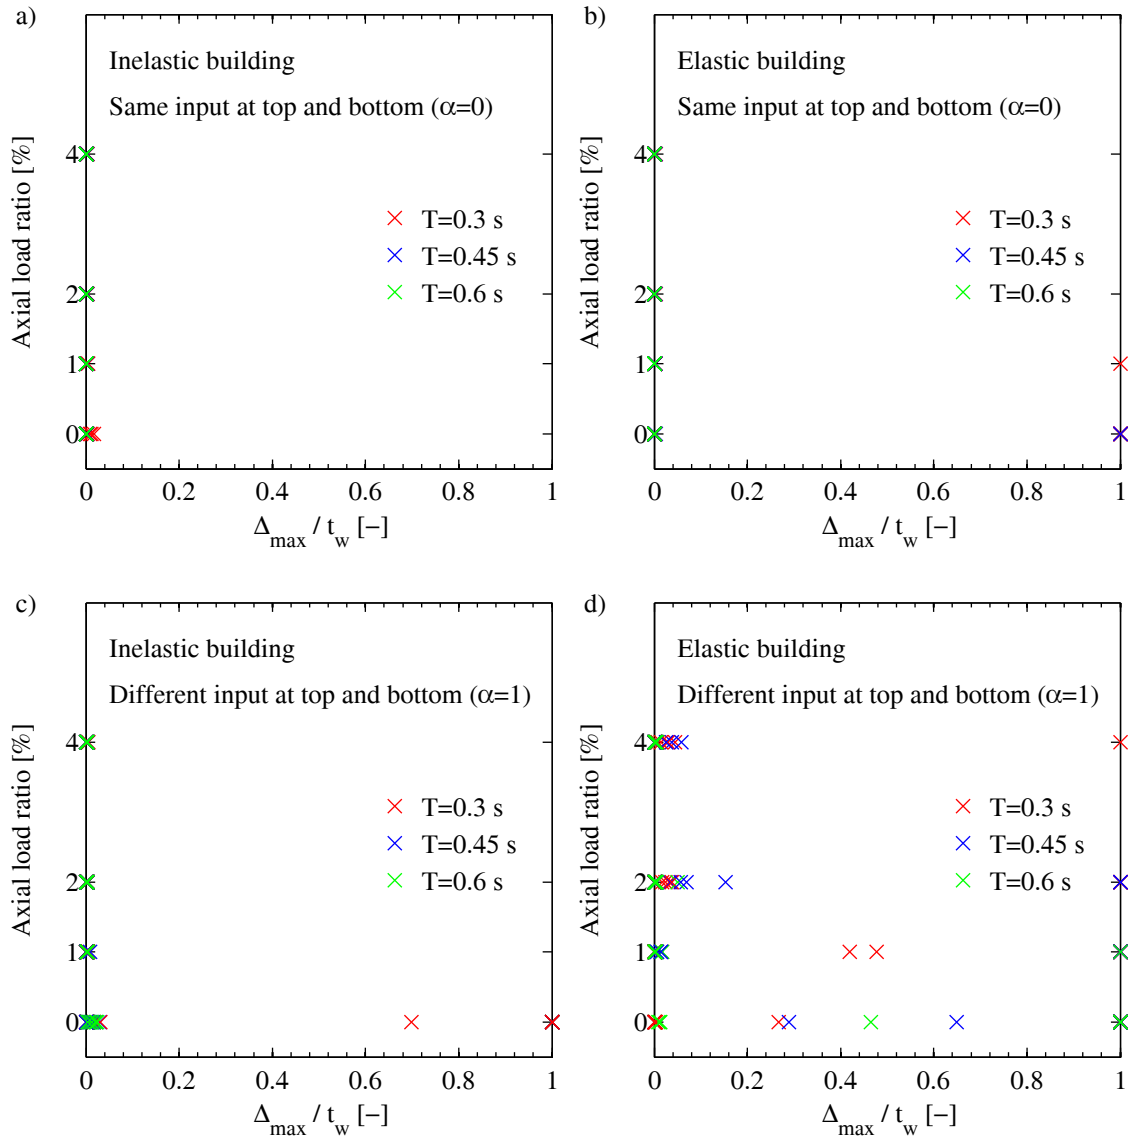 a)
Inelastic building
Same input at top and bottom (α=0)
Axial load ratio [%]
4
2
1
0
T=0.3 s
T=0.45 s
T=0.6 s
0 0.2 0.4 0.6 0.8 1
Δmax / tw [−]
b)
Elastic building
Same input at top and bottom (α=0)
Axial load ratio [%]
4
2
1
0
T=0.3 s
T=0.45 s
T=0.6 s
0 0.2 0.4 0.6 0.8 1
Δmax / tw [−]
c)
Inelastic building
Different input at top and bottom (α=1)
Axial load ratio [%]
4
2
1
0
T=0.3 s
T=0.45 s
T=0.6 s
0 0.2 0.4 0.6 0.8 1
Δmax / tw [−]
d)
Elastic building
Different input at top and bottom (α=1)
Axial load ratio [%]
4
2
1
0
T=0.3 s
T=0.45 s
T=0.6 s
0 0.2 0.4 0.6 0.8 1
Δmax / tw [−]